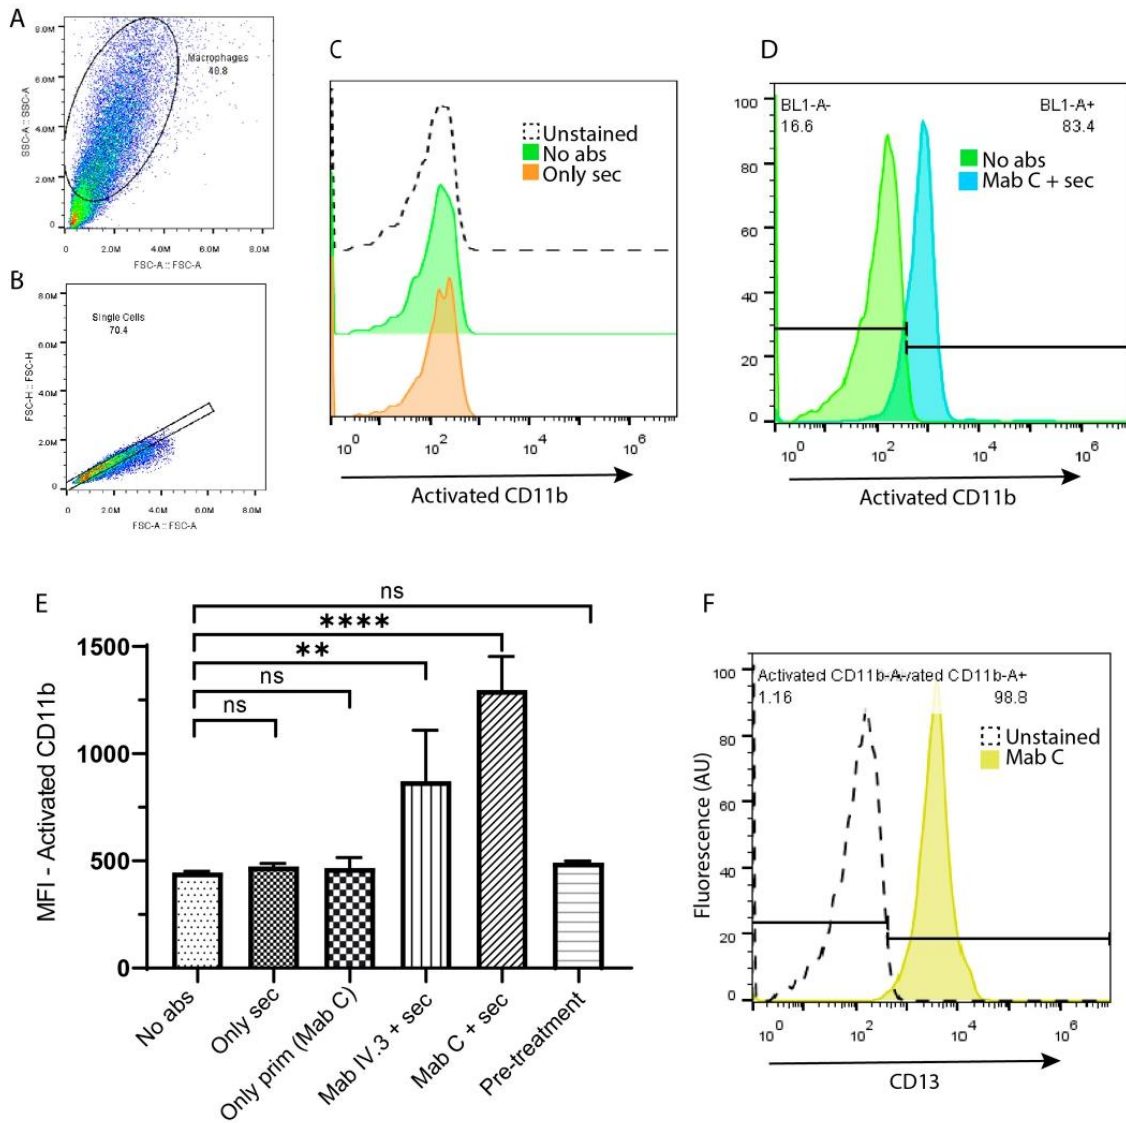 A
8.0M
6.0M
4.0M
2.0M
0
SSC-A :: SSC-A
Macrophages
48.8
0 2.0M 4.0M 6.0M 8.0M
FSC-A :: FSC-A
B
8.0M
6.0M
4.0M
2.0M
0
FSC-H :: FSC-H
Single Cells
70.4
0 2.0M 4.0M 6.0M 8.0M
FSC-A :: FSC-A
C
Unstained
No abs
Only sec
10^0 10^2 10^4 10^6
Activated CD11b
D
100
80
60
40
20
0
BL1-A-
16.6
BL1-A+
83.4
No abs
Mab C + sec
10^0 10^2 10^4 10^6
Activated CD11b
E
MFI - Activated CD11b
1500
1000
500
0
ns
****
**
ns
ns
No abs
Only sec
Only prim (Mab C)
Mab IV.3 + sec
Mab C + sec
Pre-treatment
F
Fluorescence (AU)
100
80
60
40
20
0
Activated CD11b-A-
1.16
vated CD11b-A+
98.8
Unstained
Mab C
10^0 10^2 10^4 10^6
CD13